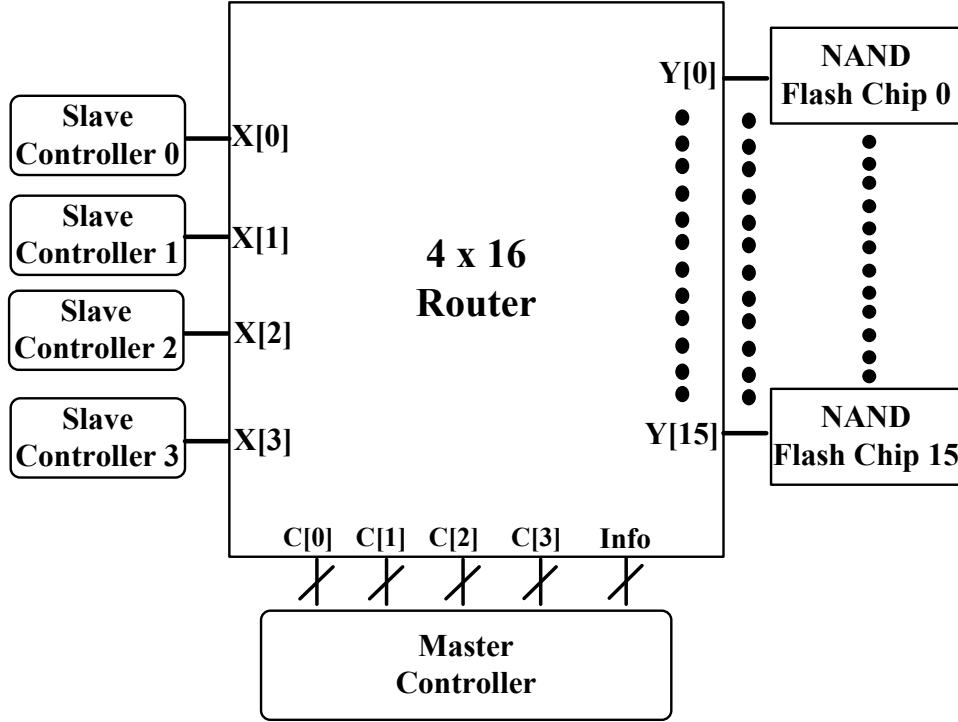 Slave
Controller 0
Slave
Controller 1
Slave
Controller 2
Slave
Controller 3
X[0]
X[1]
X[2]
X[3]
4 x 16
Router
Y[0]
Y[15]
NAND
Flash Chip 0
NAND
Flash Chip 15
C[0] C[1] C[2] C[3] Info
Master
Controller